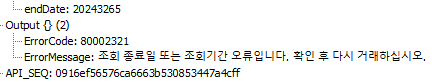 endDate: 20243265
Output {} (2)
ErrorCode: 80002321
ErrorMessage: 조회 종료일 또는 조회기간 오류입니다. 확인 후 다시 거래하십시오.
API_SEQ: 0916ef56576ca6663b530853447a4cff